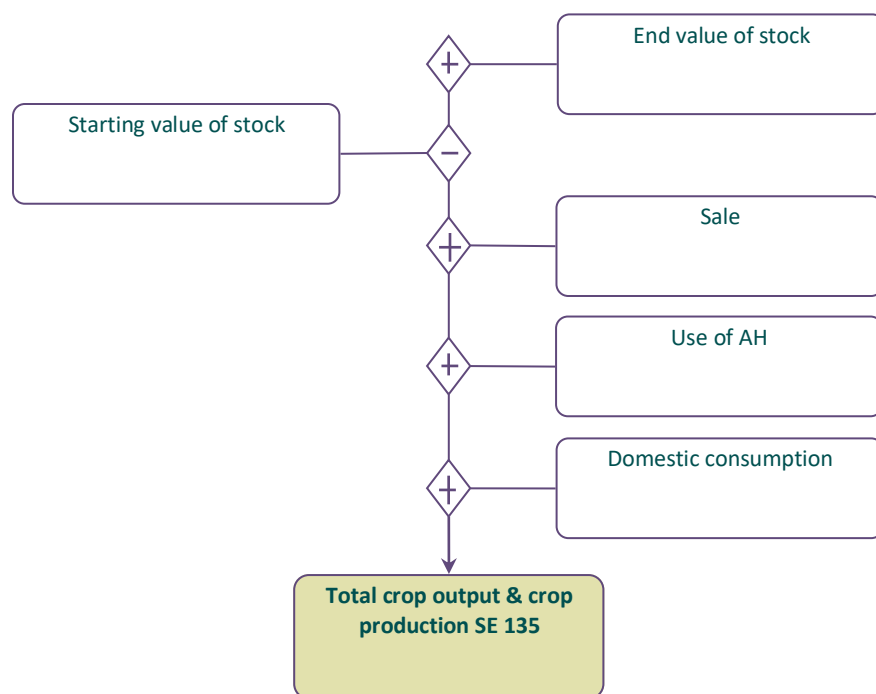 End value of stock
+
Starting value of stock
−
Sale
+
Use of AH
+
Domestic consumption
+
Total crop output & crop
production SE 135